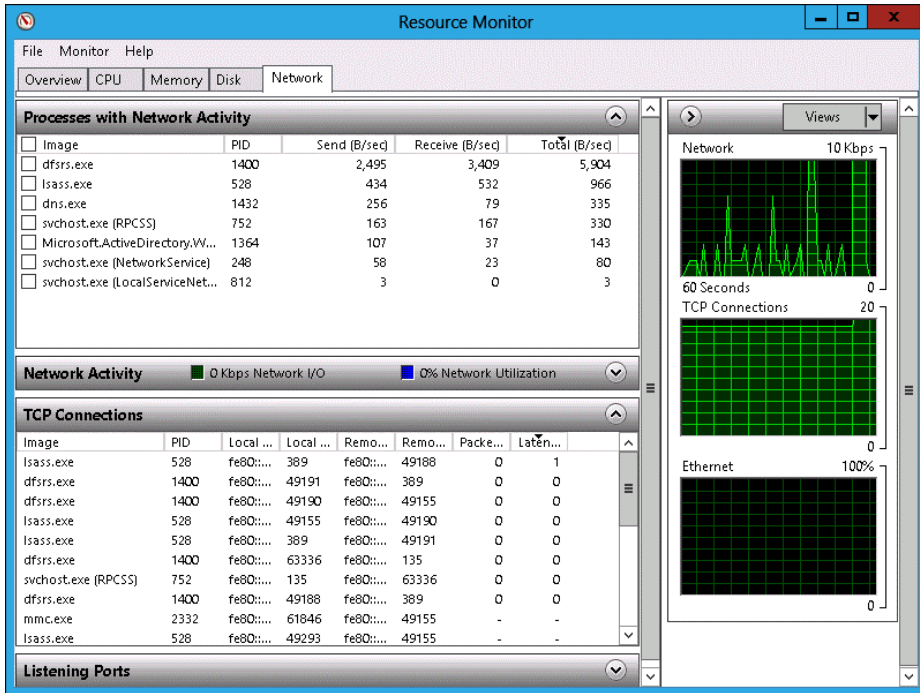 Resource Monitor
File Monitor Help
Overview CPU Memory Disk Network
Processes with Network Activity
Image PID Send (B/sec) Receive (B/sec) Total (B/sec)
dfsrs.exe 1400 2,495 3,409 5,904
lsass.exe 528 434 532 966
dns.exe 1432 256 79 335
svchost.exe (RPCSS) 752 163 167 330
Microsoft.ActiveDirectory.W... 1364 107 37 143
svchost.exe (NetworkService) 248 58 23 80
svchost.exe (LocalServiceNet... 812 3 0 3
Network Activity 0 Kbps Network I/O 0% Network Utilization
TCP Connections
Image PID Local ... Local ... Remo... Remo... Packe... Laten...
lsass.exe 528 fe80::... 389 fe80::... 49188 0 1
dfsrs.exe 1400 fe80::... 49191 fe80::... 389 0 0
dfsrs.exe 1400 fe80::... 49190 fe80::... 49155 0 0
lsass.exe 528 fe80::... 49155 fe80::... 49190 0 0
lsass.exe 528 fe80::... 389 fe80::... 49191 0 0
dfsrs.exe 1400 fe80::... 63336 fe80::... 135 0 0
svchost.exe (RPCSS) 752 fe80::... 135 fe80::... 63336 0 0
dfsrs.exe 1400 fe80::... 49188 fe80::... 389 0 0
mmc.exe 2332 fe80::... 61846 fe80::... 49155 - -
lsass.exe 528 fe80::... 49293 fe80::... 49155 - -
Listening Ports
Views
Network 10 Kbps
60 Seconds 0
TCP Connections 20
0
Ethernet 100%
0